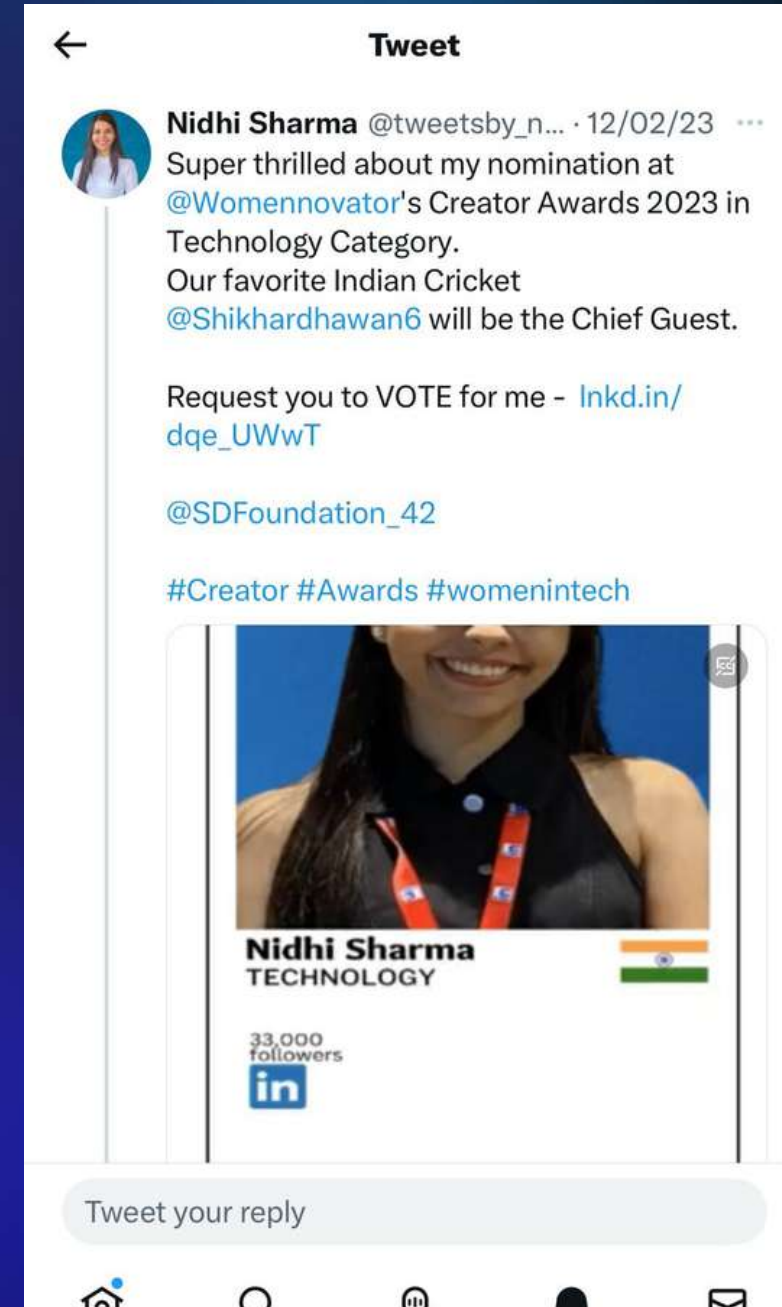 Tweet
Nidhi Sharma @tweetsby_n... · 12/02/23
Super thrilled about my nomination at
@Womennovator's Creator Awards 2023 in
Technology Category.
Our favorite Indian Cricket
@Shikhardhawan6 will be the Chief Guest.
Request you to VOTE for me - lnkd.in/
dqe_UWwT
@SDFoundation_42
#Creator #Awards #womenintech
Nidhi Sharma
TECHNOLOGY
33,000
followers
in
Tweet your reply